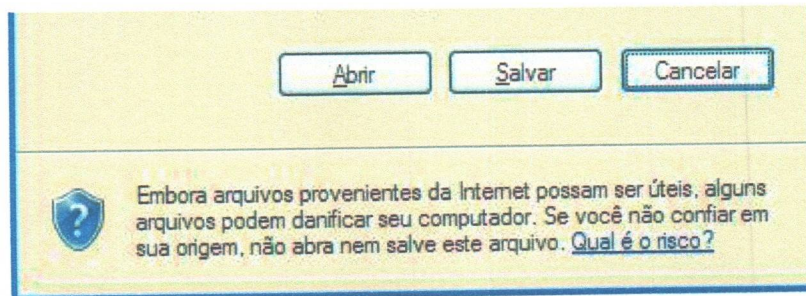 Abrir Salvar Cancelar
Embora arquivos provenientes da Internet possam ser úteis, alguns
arquivos podem danificar seu computador. Se você não confiar em
sua origem, não abra nem salve este arquivo. Qual é o risco?